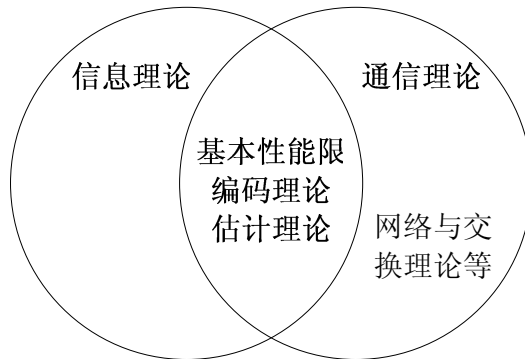 信息理论
通信理论
基本性能限
编码理论
估计理论
网络与交
换理论等